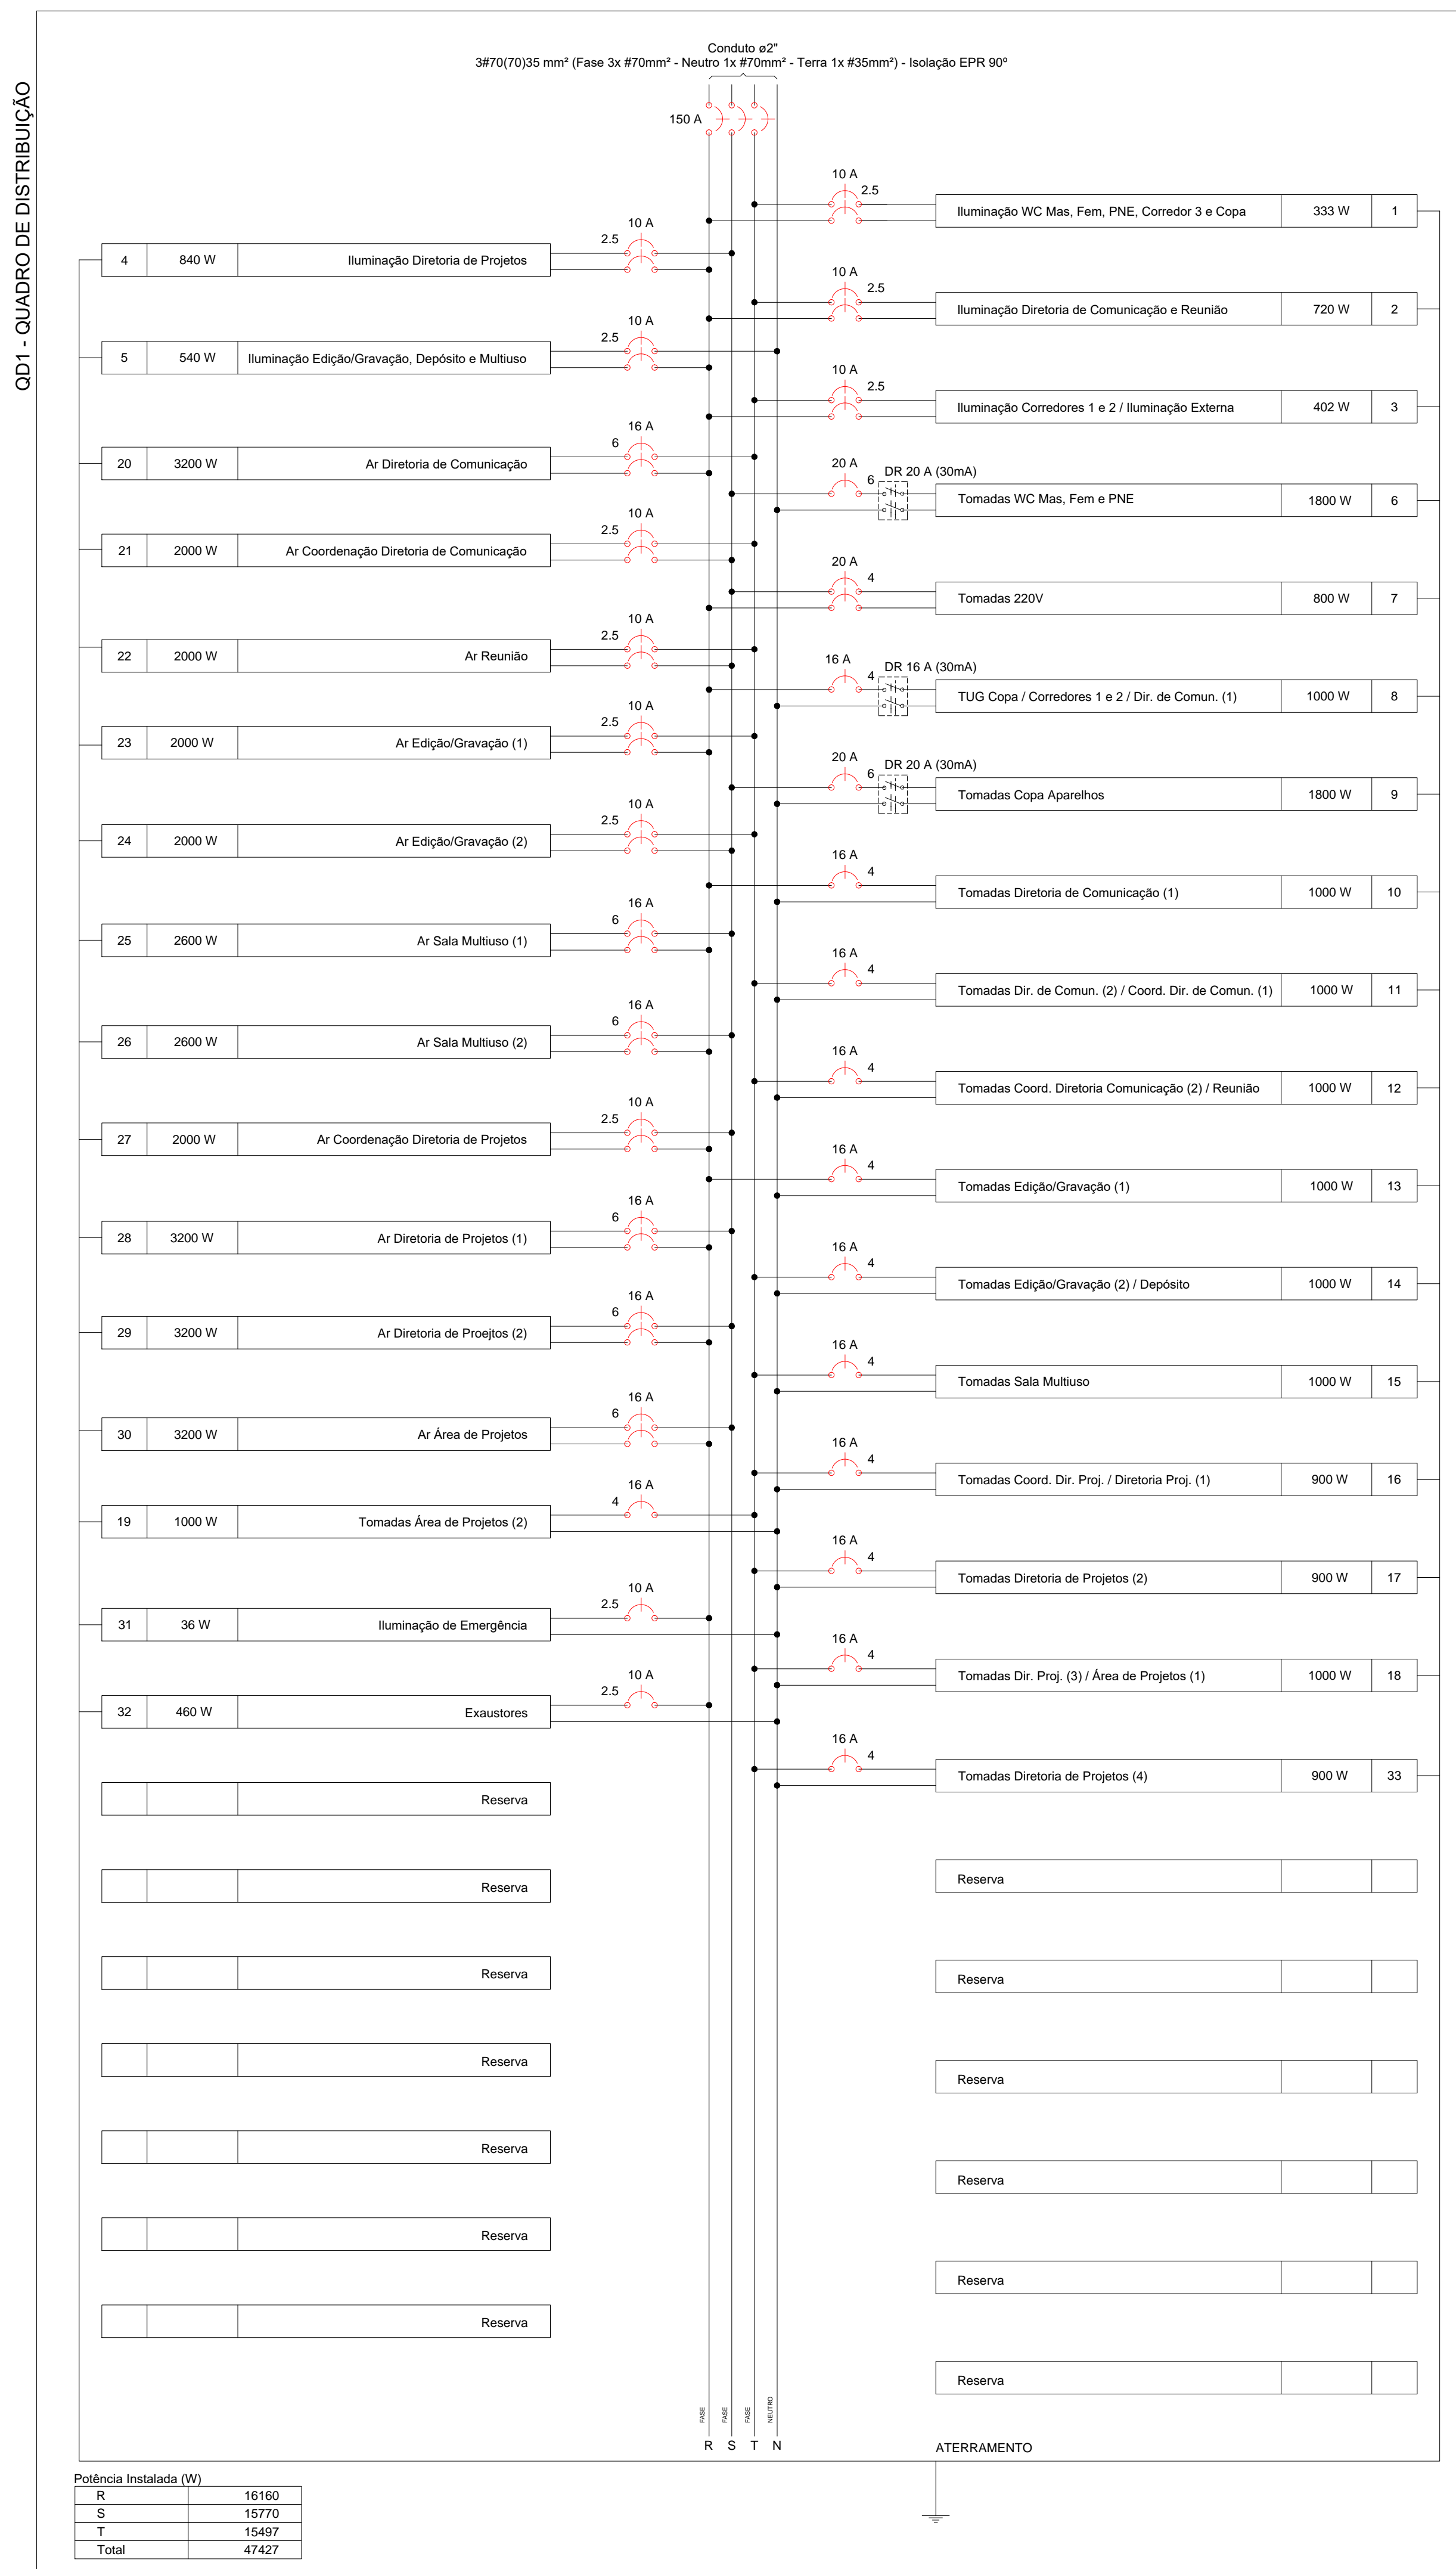 QD1 - QUADRO DE DISTRIBUIÇÃO
Conduto ø2"
3#70(70)35 mm² (Fase 3x #70mm² - Neutro 1x #70mm² - Terra 1x #35mm²) - Isolação EPR 90º
150 A
4 840 W Iluminação Diretoria de Projetos 2.5 10 A
5 540 W Iluminação Edição/Gravação, Depósito e Multiuso 2.5 10 A
20 3200 W Ar Diretoria de Comunicação 6 16 A
21 2000 W Ar Coordenação Diretoria de Comunicação 2.5 10 A
22 2000 W Ar Reunião 2.5 10 A
23 2000 W Ar Edição/Gravação (1) 2.5 10 A
24 2000 W Ar Edição/Gravação (2) 2.5 10 A
25 2600 W Ar Sala Multiuso (1) 6 16 A
26 2600 W Ar Sala Multiuso (2) 6 16 A
27 2000 W Ar Coordenação Diretoria de Projetos 2.5 10 A
28 3200 W Ar Diretoria de Projetos (1) 6 16 A
29 3200 W Ar Diretoria de Proejtos (2) 6 16 A
30 3200 W Ar Área de Projetos 6 16 A
19 1000 W Tomadas Área de Projetos (2) 4 16 A
31 36 W Iluminação de Emergência 2.5 10 A
32 460 W Exaustores 2.5 10 A
Reserva
Reserva
Reserva
Reserva
Reserva
Reserva
Reserva
10 A 2.5 Iluminação WC Mas, Fem, PNE, Corredor 3 e Copa 333 W 1
10 A 2.5 Iluminação Diretoria de Comunicação e Reunião 720 W 2
10 A 2.5 Iluminação Corredores 1 e 2 / Iluminação Externa 402 W 3
20 A 6 DR 20 A (30mA) Tomadas WC Mas, Fem e PNE 1800 W 6
20 A 4 Tomadas 220V 800 W 7
16 A 4 DR 16 A (30mA) TUG Copa / Corredores 1 e 2 / Dir. de Comun. (1) 1000 W 8
20 A 6 DR 20 A (30mA) Tomadas Copa Aparelhos 1800 W 9
16 A 4 Tomadas Diretoria de Comunicação (1) 1000 W 10
16 A 4 Tomadas Dir. de Comun. (2) / Coord. Dir. de Comun. (1) 1000 W 11
16 A 4 Tomadas Coord. Diretoria Comunicação (2) / Reunião 1000 W 12
16 A 4 Tomadas Edição/Gravação (1) 1000 W 13
16 A 4 Tomadas Edição/Gravação (2) / Depósito 1000 W 14
16 A 4 Tomadas Sala Multiuso 1000 W 15
16 A 4 Tomadas Coord. Dir. Proj. / Diretoria Proj. (1) 900 W 16
16 A 4 Tomadas Diretoria de Projetos (2) 900 W 17
16 A 4 Tomadas Dir. Proj. (3) / Área de Projetos (1) 1000 W 18
16 A 4 Tomadas Diretoria de Projetos (4) 900 W 33
Reserva
Reserva
Reserva
Reserva
Reserva
Reserva
FASE FASE FASE NEUTRO
R S T N
ATERRAMENTO
Potência Instalada (W)
R 16160
S 15770
T 15497
Total 47427